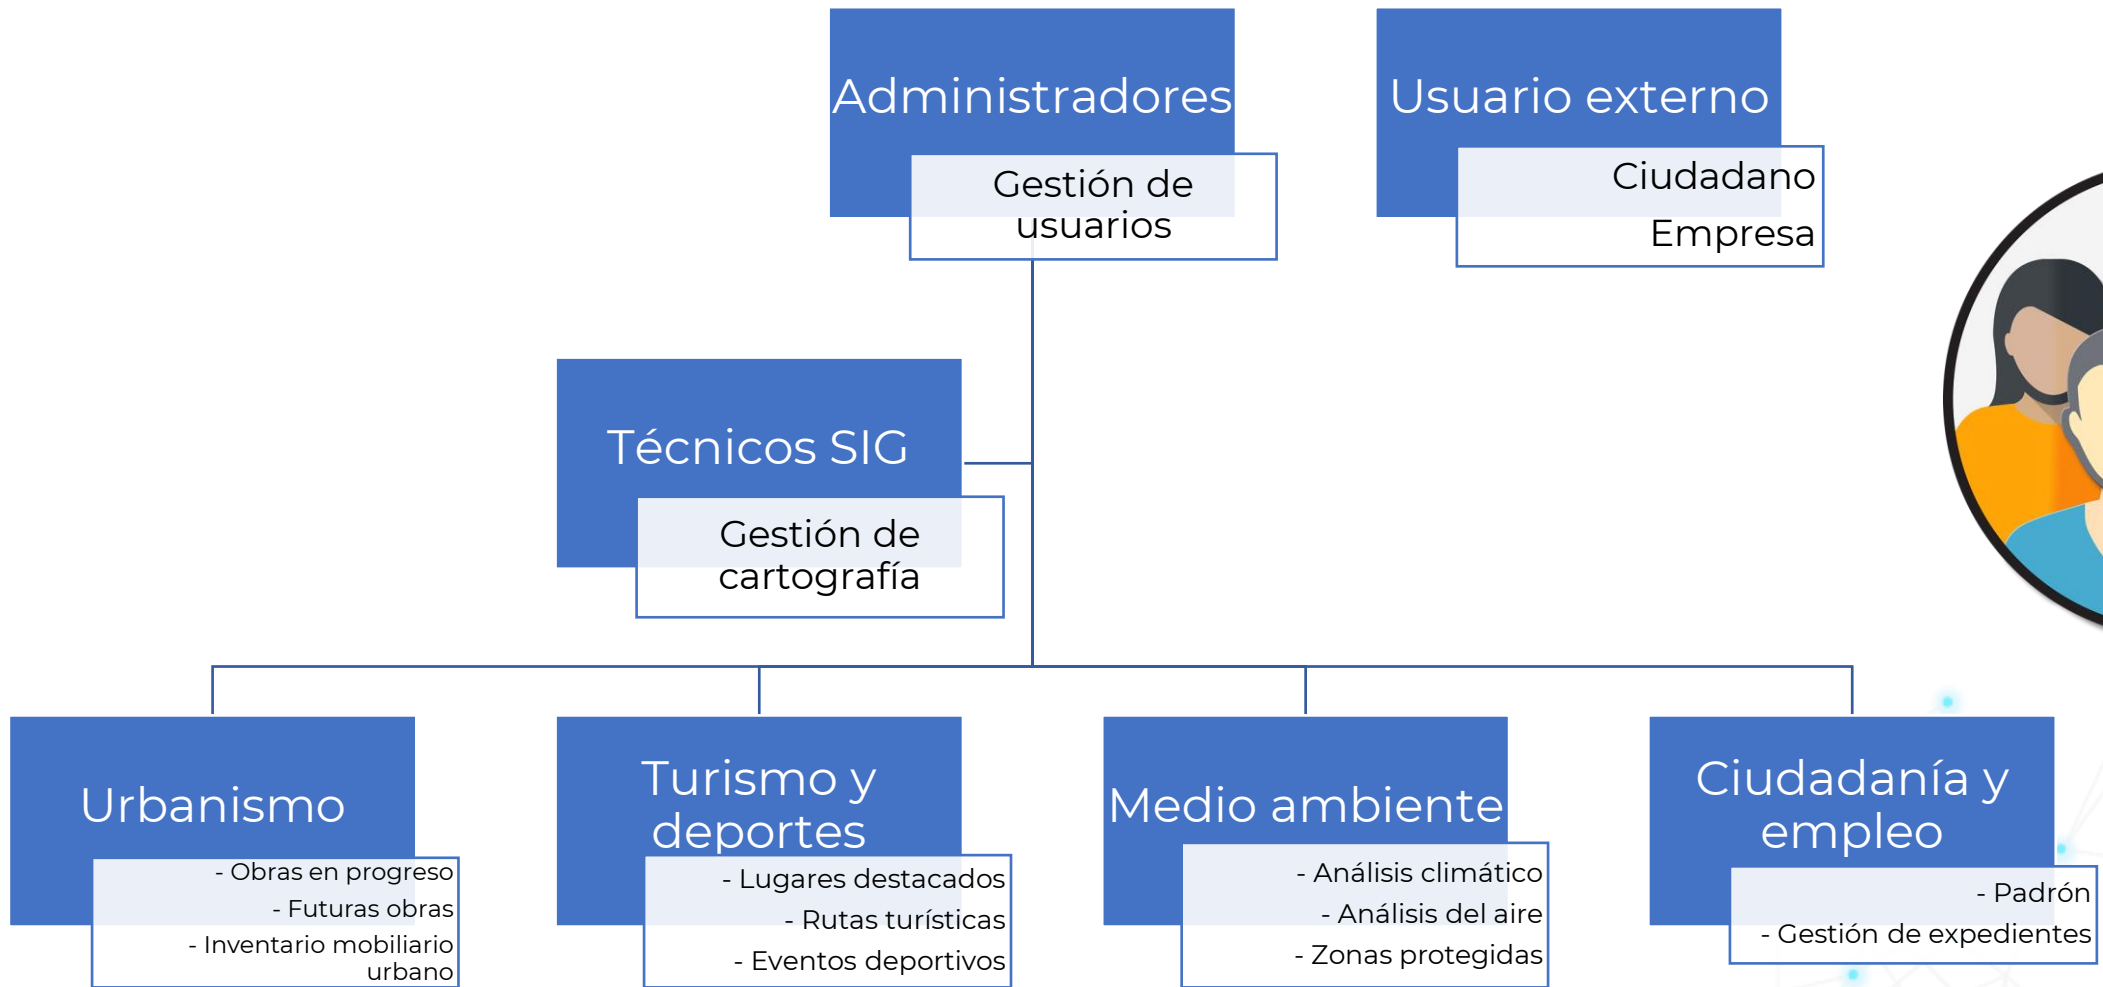 Administradores
Gestión de
usuarios
Usuario externo
Ciudadano
Empresa
Técnicos SIG
Gestión de
cartografía
Urbanismo
- Obras en progreso
- Futuras obras
- Inventario mobiliario
urbano
Turismo y
deportes
- Lugares destacados
- Rutas turísticas
- Eventos deportivos
Medio ambiente
- Análisis climático
- Análisis del aire
- Zonas protegidas
Ciudadanía y
empleo
- Padrón
- Gestión de expedientes